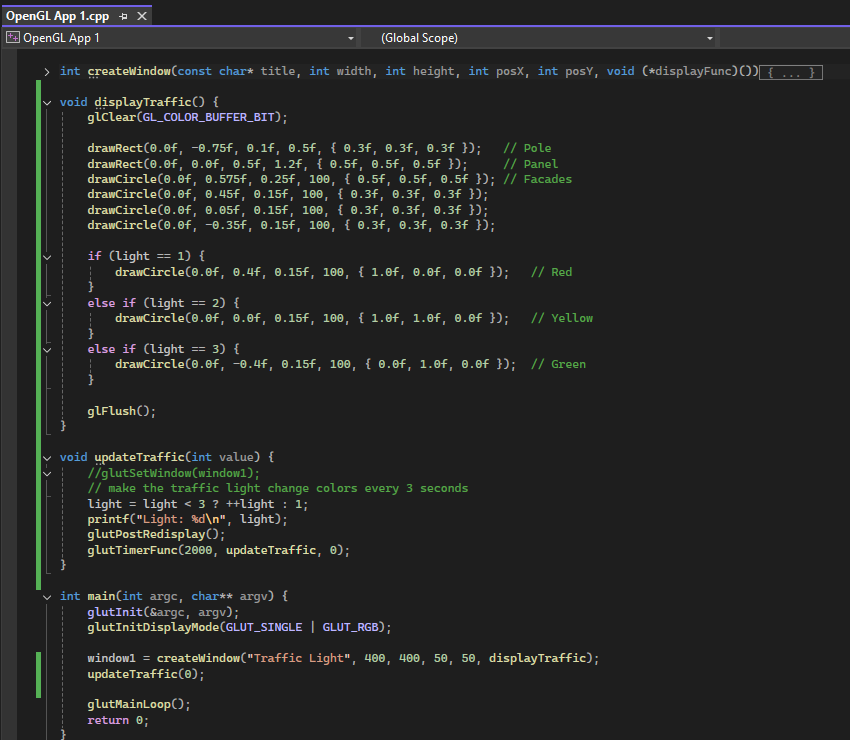 OpenGL App 1.cpp
OpenGL App 1 (Global Scope)
int createWindow(const char* title, int width, int height, int posX, int posY, void (*displayFunc)()) { ... }
void displayTraffic() {
glClear(GL_COLOR_BUFFER_BIT);
drawRect(0.0f, -0.75f, 0.1f, 0.5f, { 0.3f, 0.3f, 0.3f }); // Pole
drawRect(0.0f, 0.0f, 0.5f, 1.2f, { 0.5f, 0.5f, 0.5f }); // Panel
drawCircle(0.0f, 0.575f, 0.25f, 100, { 0.5f, 0.5f, 0.5f }); // Facades
drawCircle(0.0f, 0.45f, 0.15f, 100, { 0.3f, 0.3f, 0.3f });
drawCircle(0.0f, 0.05f, 0.15f, 100, { 0.3f, 0.3f, 0.3f });
drawCircle(0.0f, -0.35f, 0.15f, 100, { 0.3f, 0.3f, 0.3f });
if (light == 1) {
drawCircle(0.0f, 0.4f, 0.15f, 100, { 1.0f, 0.0f, 0.0f }); // Red
}
else if (light == 2) {
drawCircle(0.0f, 0.0f, 0.15f, 100, { 1.0f, 1.0f, 0.0f }); // Yellow
}
else if (light == 3) {
drawCircle(0.0f, -0.4f, 0.15f, 100, { 0.0f, 1.0f, 0.0f }); // Green
}
glFlush();
}
void updateTraffic(int value) {
//glutSetWindow(window1);
// make the traffic light change colors every 3 seconds
light = light < 3 ? ++light : 1;
printf("Light: %d\n", light);
glutPostRedisplay();
glutTimerFunc(2000, updateTraffic, 0);
}
int main(int argc, char** argv) {
glutInit(&argc, argv);
glutInitDisplayMode(GLUT_SINGLE | GLUT_RGB);
window1 = createWindow("Traffic Light", 400, 400, 50, 50, displayTraffic);
updateTraffic(0);
glutMainLoop();
return 0;
}